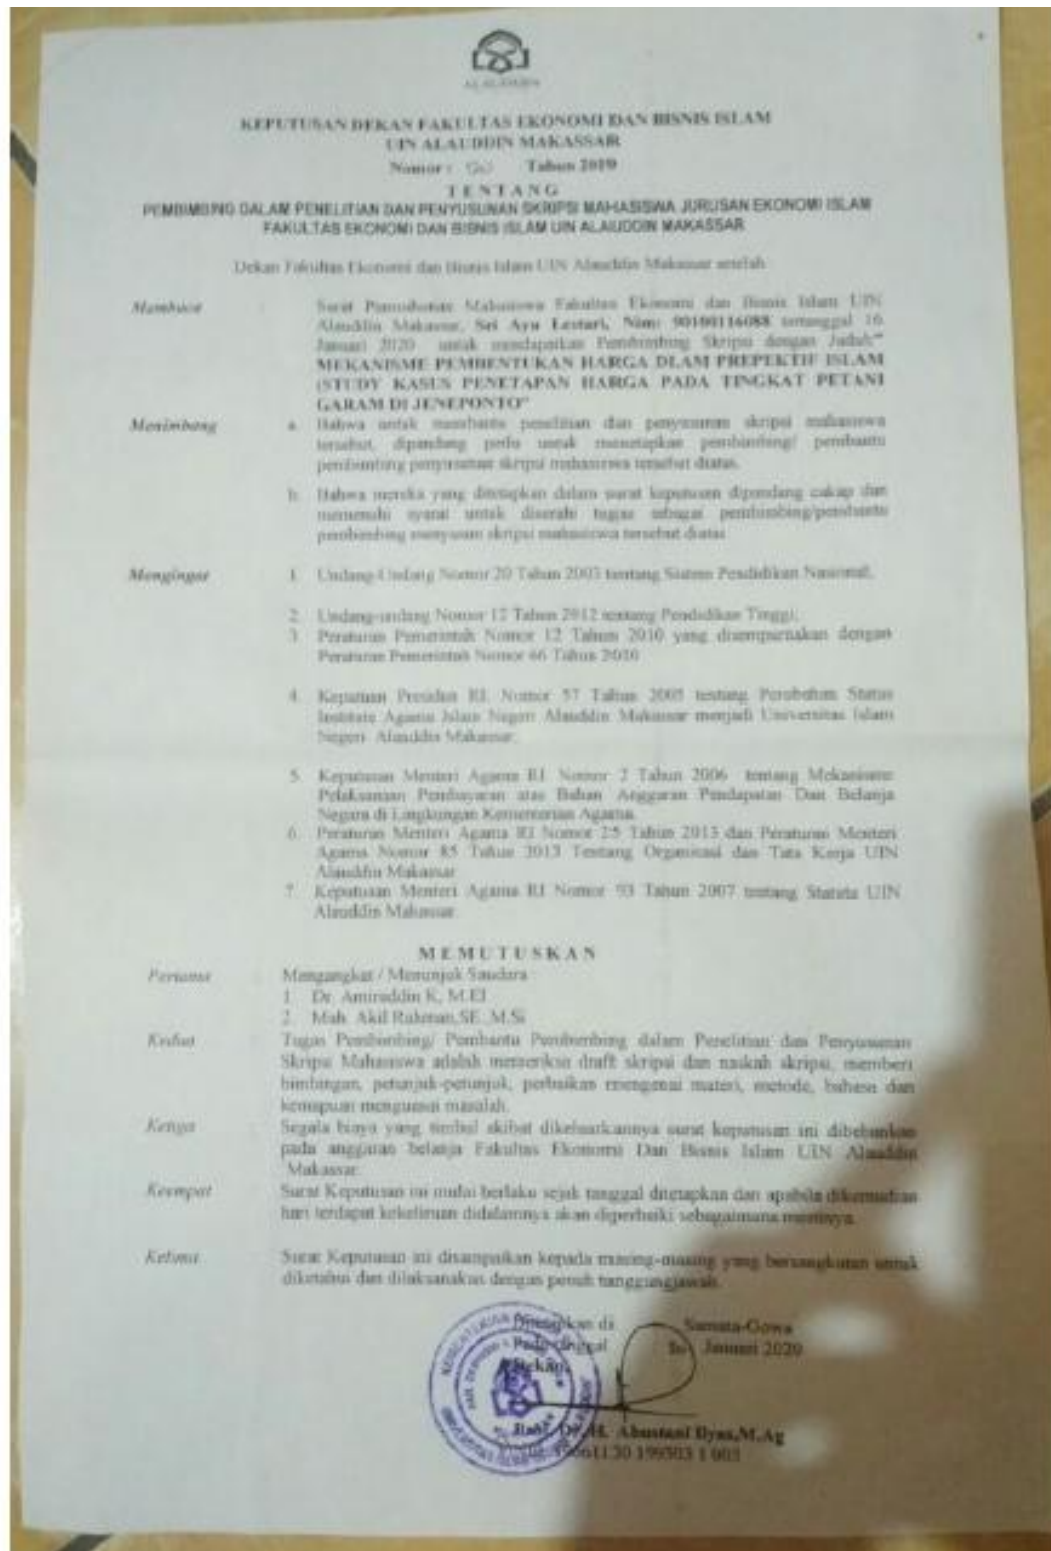 KEPUTUSAN DEKAN FAKULTAS EKONOMI DAN BISNIS ISLAM
UIN ALAUDDIN MAKASSAR
Nomor : Tahun 2019
T E N T A N G
PEMBIMBING DALAM PENELITIAN DAN PENYUSUNAN SKRIPSI MAHASISWA JURUSAN EKONOMI ISLAM
FAKULTAS EKONOMI DAN BISNIS ISLAM UIN ALAUDDIN MAKASSAR
Dekan Fakultas Ekonomi dan Bisnis Islam UIN Alauddin Makassar setelah
Membaca : Surat Permohonan Mahasiswa Fakultas Ekonomi dan Bisnis Islam UIN
Alauddin Makassar, Sri Ayu Lestari, Nim: 90100116088 tertanggal 16
Januari 2020 untuk mendapatkan Pembimbing Skripsi dengan Judul:"
MEKANISME PEMBENTUKAN HARGA DLAM PREPEKTIF ISLAM
(STUDY KASUS PENETAPAN HARGA PADA TINGKAT PETANI
GARAM DI JENEPONTO"
Menimbang : a. Bahwa untuk membantu penelitian dan penyusunan skripsi mahasiswa
tersebut, dipandang perlu untuk menetapkan pembimbing/ pembantu
pembimbing penyusunan skripsi mahasiswa tersebut diatas.
b. Bahwa mereka yang ditetapkan dalam surat keputusan dipandang cakap dan
memenuhi syarat untuk diserahi tugas sebagai pembimbing/pembantu
pembimbing menyusun skripsi mahasiswa tersebut diatas
Mengingat : 1. Undang-Undang Nomor 20 Tahun 2003 tentang Sistem Pendidikan Nasional;
2. Undang-undang Nomor 12 Tahun 2012 tentang Pendidikan Tinggi;
3. Peraturan Pemerintah Nomor 12 Tahun 2010 yang disempurnakan dengan
Peraturan Pemerintah Nomor 66 Tahun 2010
4. Keputuan Presiden RI. Nomor 57 Tahun 2005 tentang Perubahan Status
Institute Agama Islam Negeri Alauddin Makassar menjadi Universitas Islam
Negeri Alauddin Makassar;
5. Keputusan Menteri Agama RI. Nomor 2 Tahun 2006 tentang Mekanisme
Pelaksanaan Pembayaran atas Bahan Anggaran Pendapatan Dan Belanja
Negara di Lingkungan Kementerian Agama.
6. Peraturan Menteri Agama RI Nomor 25 Tahun 2013 dan Peraturan Menteri
Agama Nomor 85 Tahun 2013 Tentang Organisasi dan Tata Kerja UIN
Alauddin Makassar
7. Keputusan Menteri Agama RI Nomor 93 Tahun 2007 tentang Statuta UIN
Alauddin Makassar.
M E M U T U S K A N
Pertama : Mengangkat / Menunjuk Saudara
1. Dr. Amiruddin K, M.EI
2. Muh. Akil Rahman,SE.,M.Si
Kedua : Tugas Pembimbing/ Pembantu Pembimbing dalam Penelitian dan Penyusunan
Skripsi Mahasiswa adalah memeriksa draft skripsi dan naskah skripsi, memberi
bimbingan, petunjuk-petunjuk, perbaikan mengenai materi, metode, bahasa dan
kemapuan menguasai masalah.
Ketiga : Segala biaya yang timbul akibat dikeluarkannya surat keputusan ini dibebankan
pada anggaran belanja Fakultas Ekonomi Dan Bisnis Islam UIN Alauddin
Makassar
Keempat : Surat Keputusan ini mulai berlaku sejak tanggal ditetapkan dan apabila dikemudian
hari terdapat kekeliruan didalamnya akan diperbaiki sebagaimana mestinya.
Kelima : Surat Keputusan ini disampaikan kepada masing-masing yang bersangkutan untuk
diketahui dan dilaksanakan dengan penuh tanggungjawab.
Ditetapkan di Samata-Gowa
Pada tanggal Januari 2020
Dekan,
H. Abustani Ilyas,M.Ag
199503 1 003